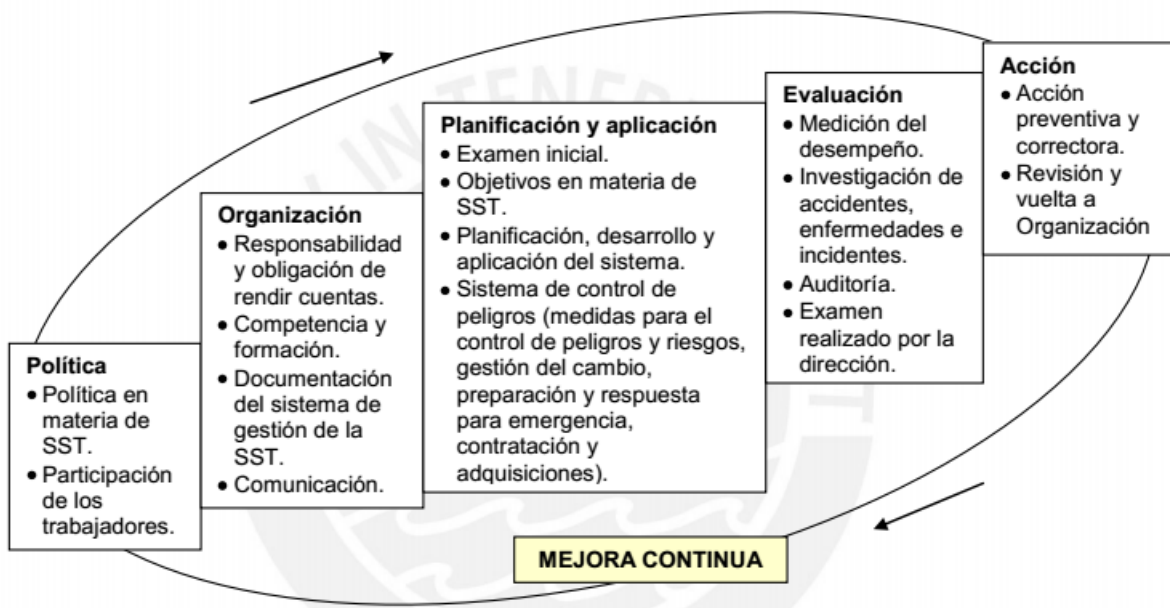 Política
• Política en
materia de
SST.
• Participación
de los
trabajadores.
Organización
• Responsabilidad
y obligación de
rendir cuentas.
• Competencia y
formación.
• Documentación
del sistema de
gestión de la
SST.
• Comunicación.
Planificación y aplicación
• Examen inicial.
• Objetivos en materia de
SST.
• Planificación, desarrollo y
aplicación del sistema.
• Sistema de control de
peligros (medidas para el
control de peligros y riesgos,
gestión del cambio,
preparación y respuesta
para emergencia,
contratación y
adquisiciones).
Evaluación
• Medición del
desempeño.
• Investigación de
accidentes,
enfermedades e
incidentes.
• Auditoría.
• Examen
realizado por la
dirección.
Acción
• Acción
preventiva y
correctora.
• Revisión y
vuelta a
Organización
MEJORA CONTINUA
IN TENE